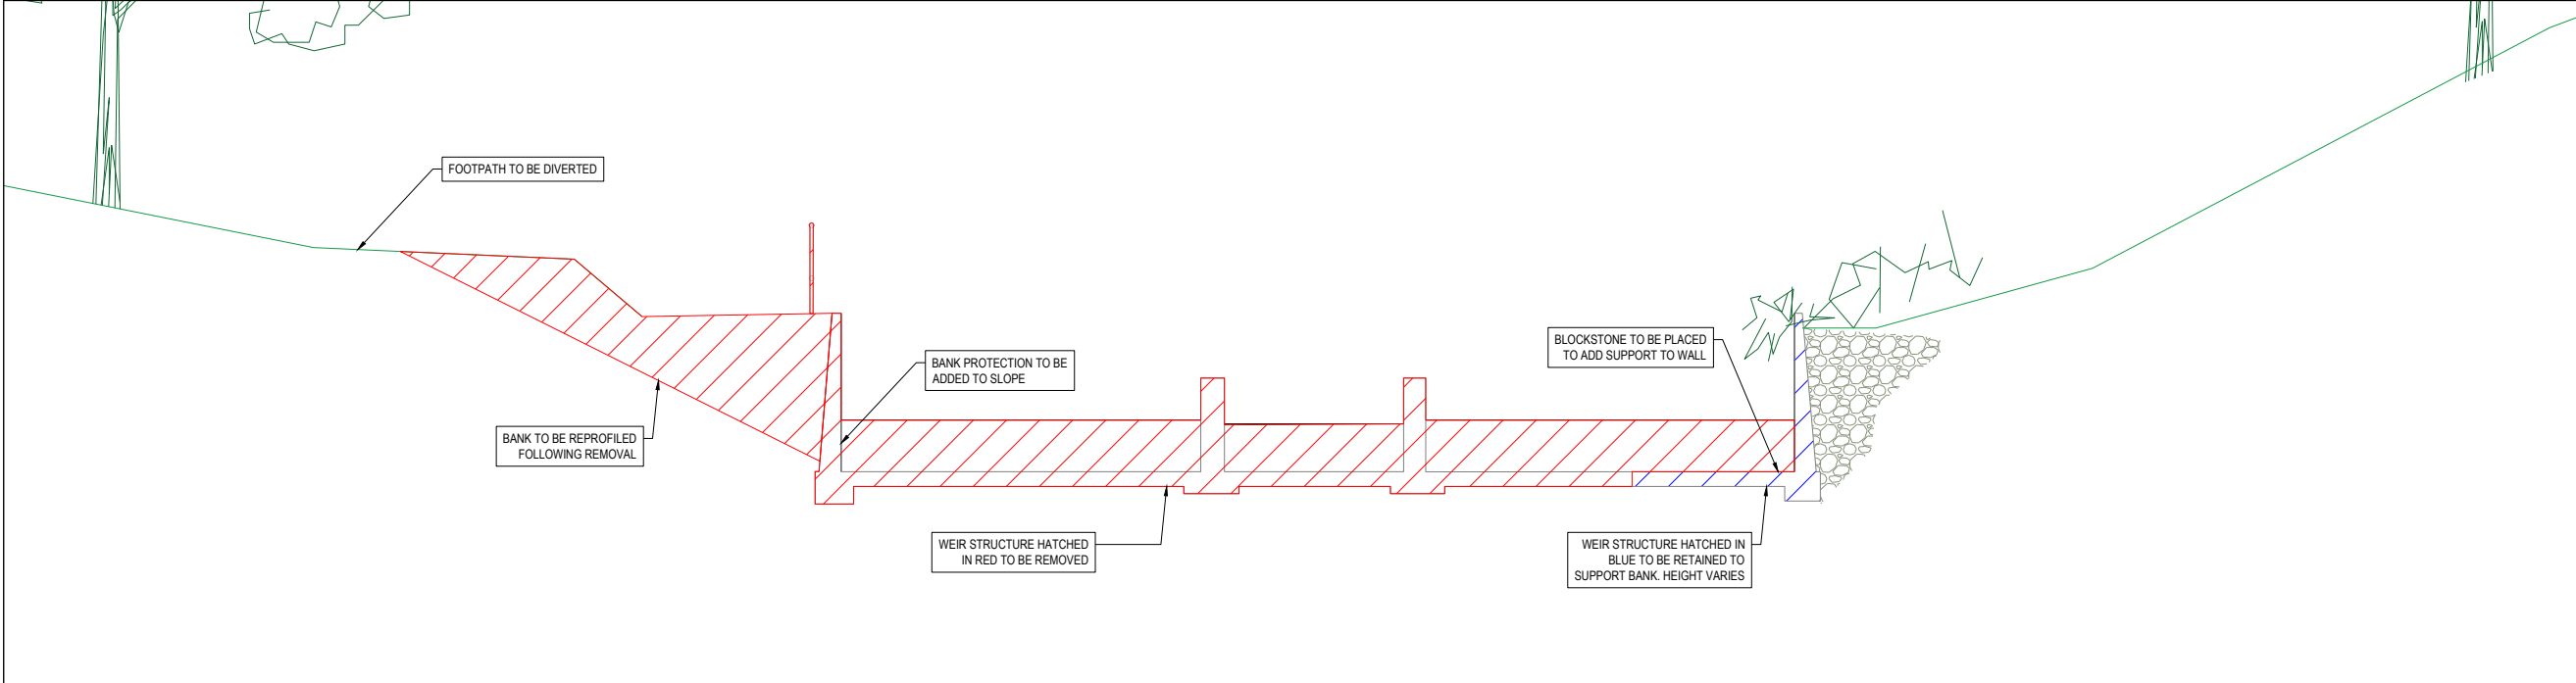 FOOTPATH TO BE DIVERTED
BANK PROTECTION TO BE
ADDED TO SLOPE
BLOCKSTONE TO BE PLACED
TO ADD SUPPORT TO WALL
BANK TO BE REPROFILED
FOLLOWING REMOVAL
WEIR STRUCTURE HATCHED
IN RED TO BE REMOVED
WEIR STRUCTURE HATCHED IN
BLUE TO BE RETAINED TO
SUPPORT BANK. HEIGHT VARIES